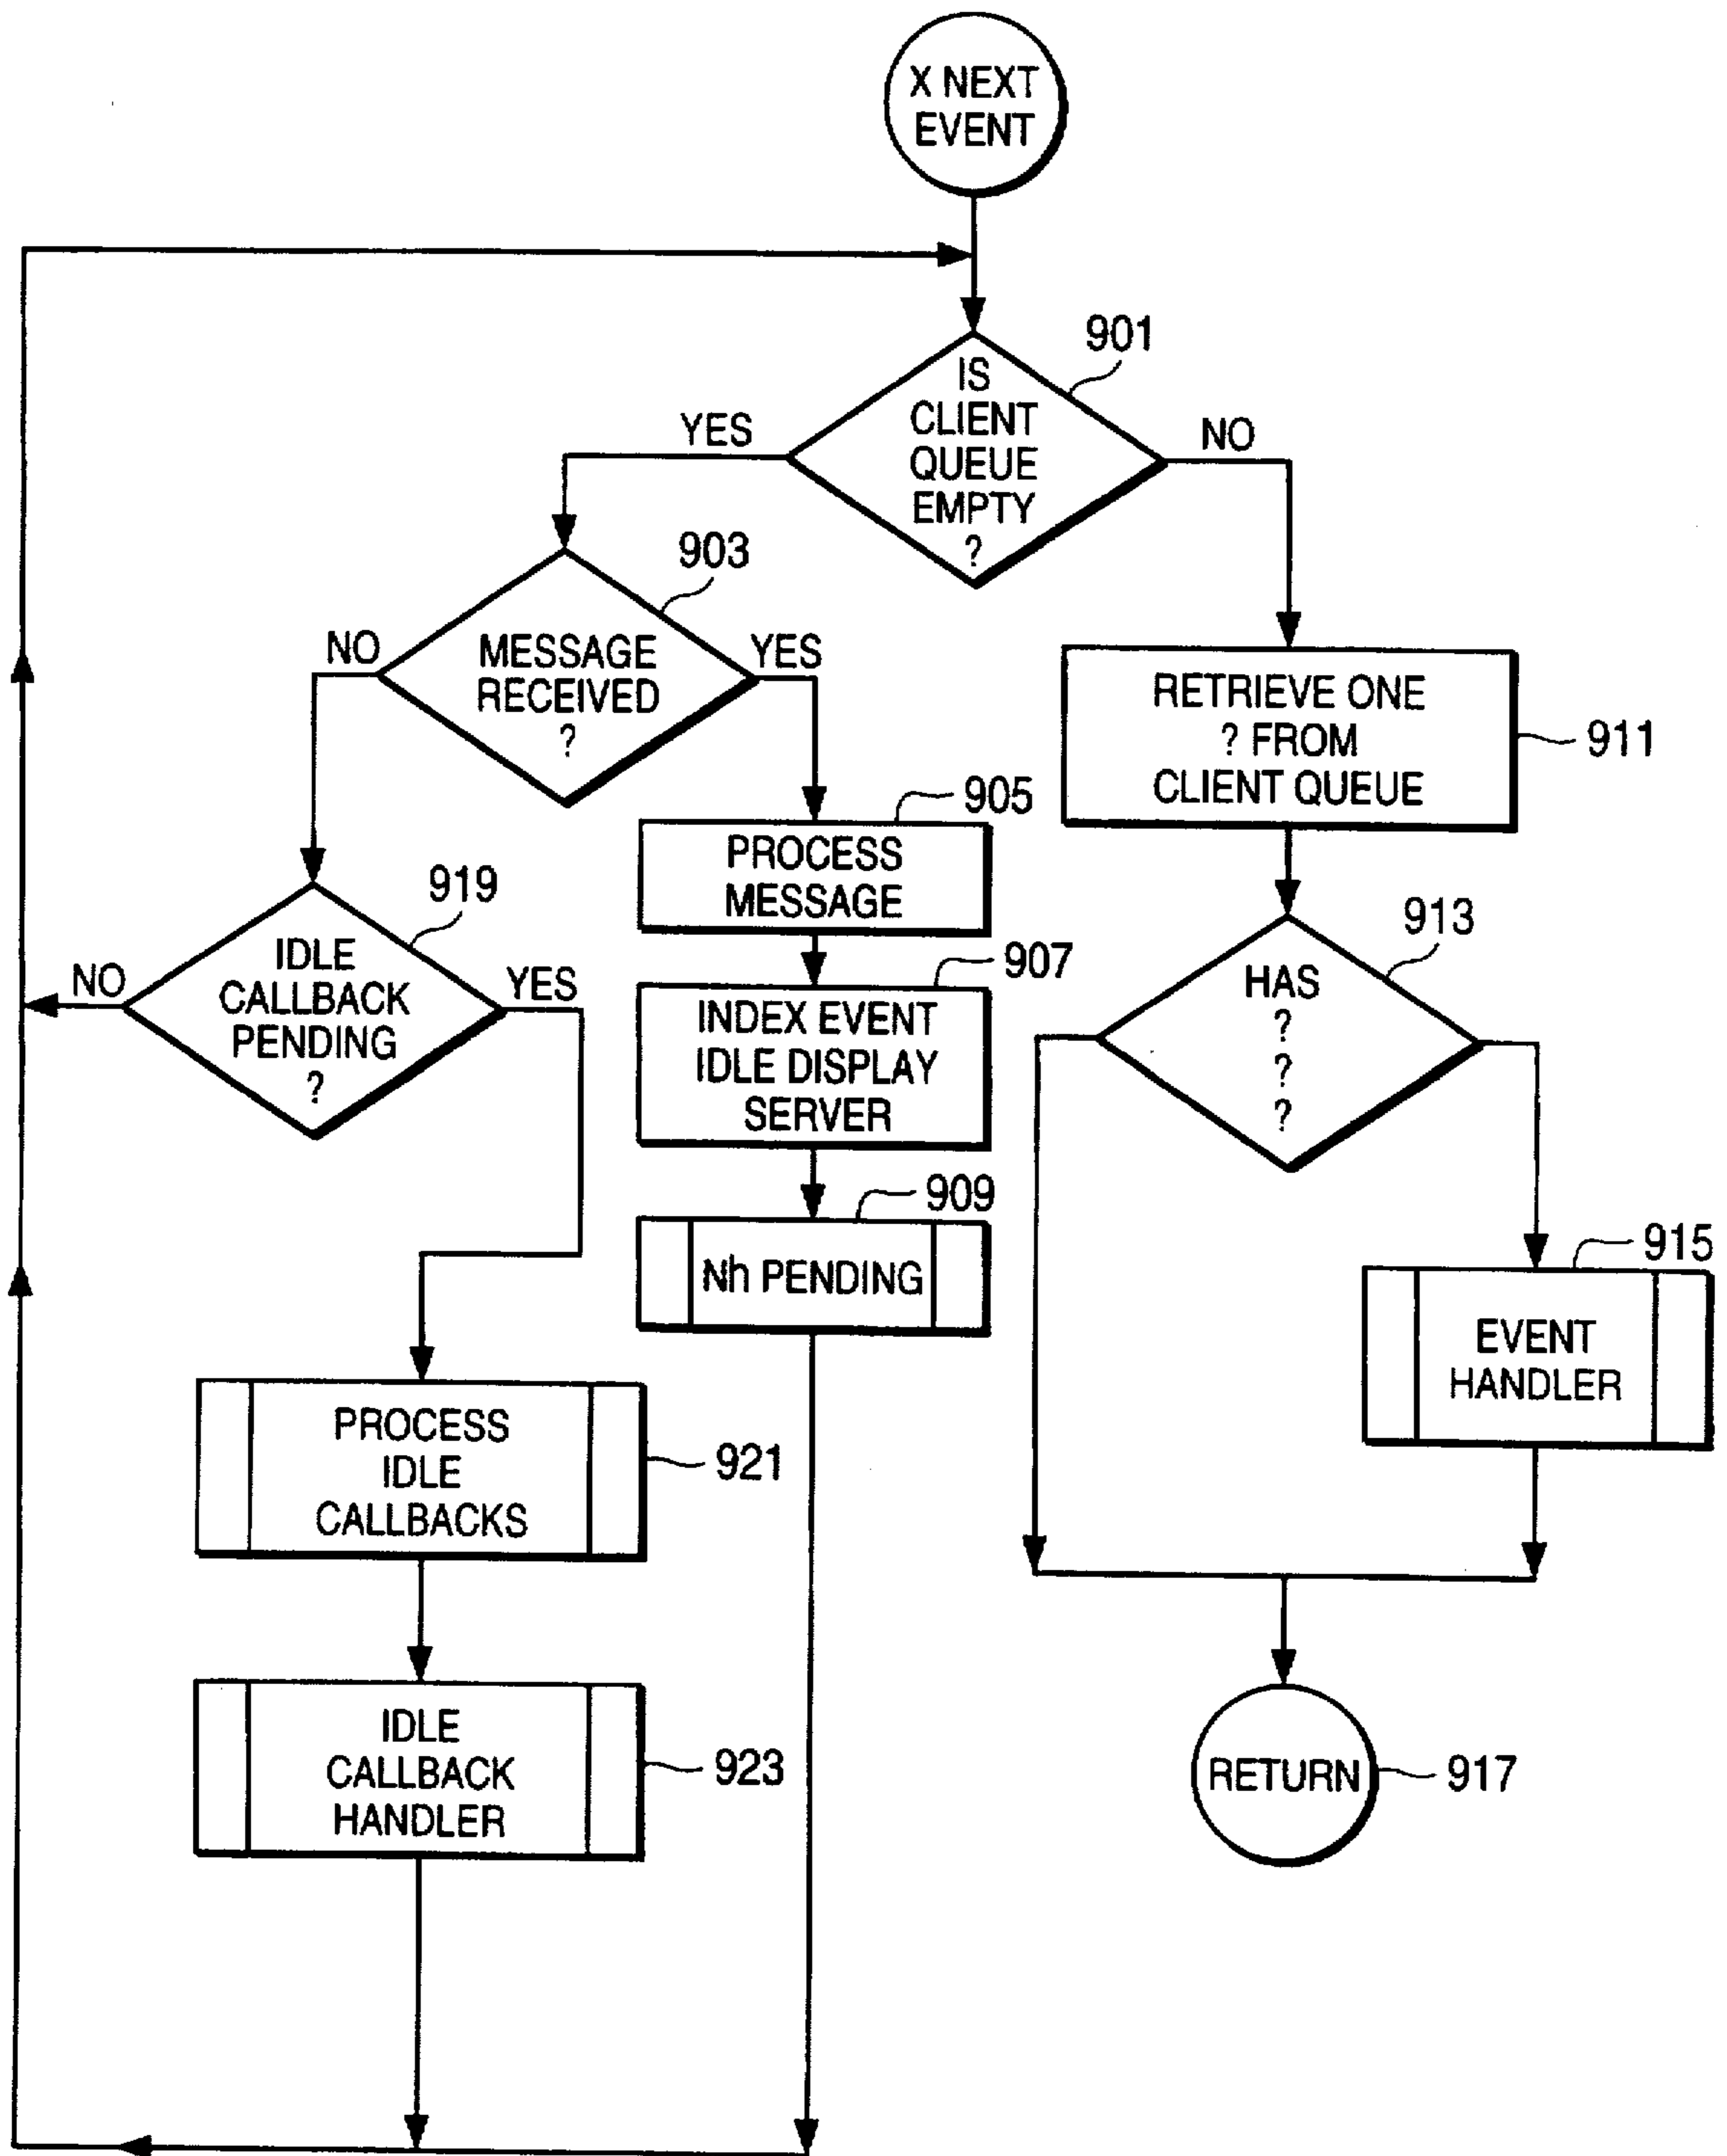 X NEXT
EVENT
901
IS
CLIENT
QUEUE
EMPTY
?
YES
NO
903
MESSAGE
RECEIVED
?
NO
YES
RETRIEVE ONE
? FROM
CLIENT QUEUE
911
905
PROCESS
MESSAGE
919
IDLE
CALLBACK
PENDING
?
NO
YES
907
INDEX EVENT
IDLE DISPLAY
SERVER
913
HAS
?
?
?
909
Nh PENDING
915
EVENT
HANDLER
PROCESS
IDLE
CALLBACKS
921
IDLE
CALLBACK
HANDLER
923
RETURN
917